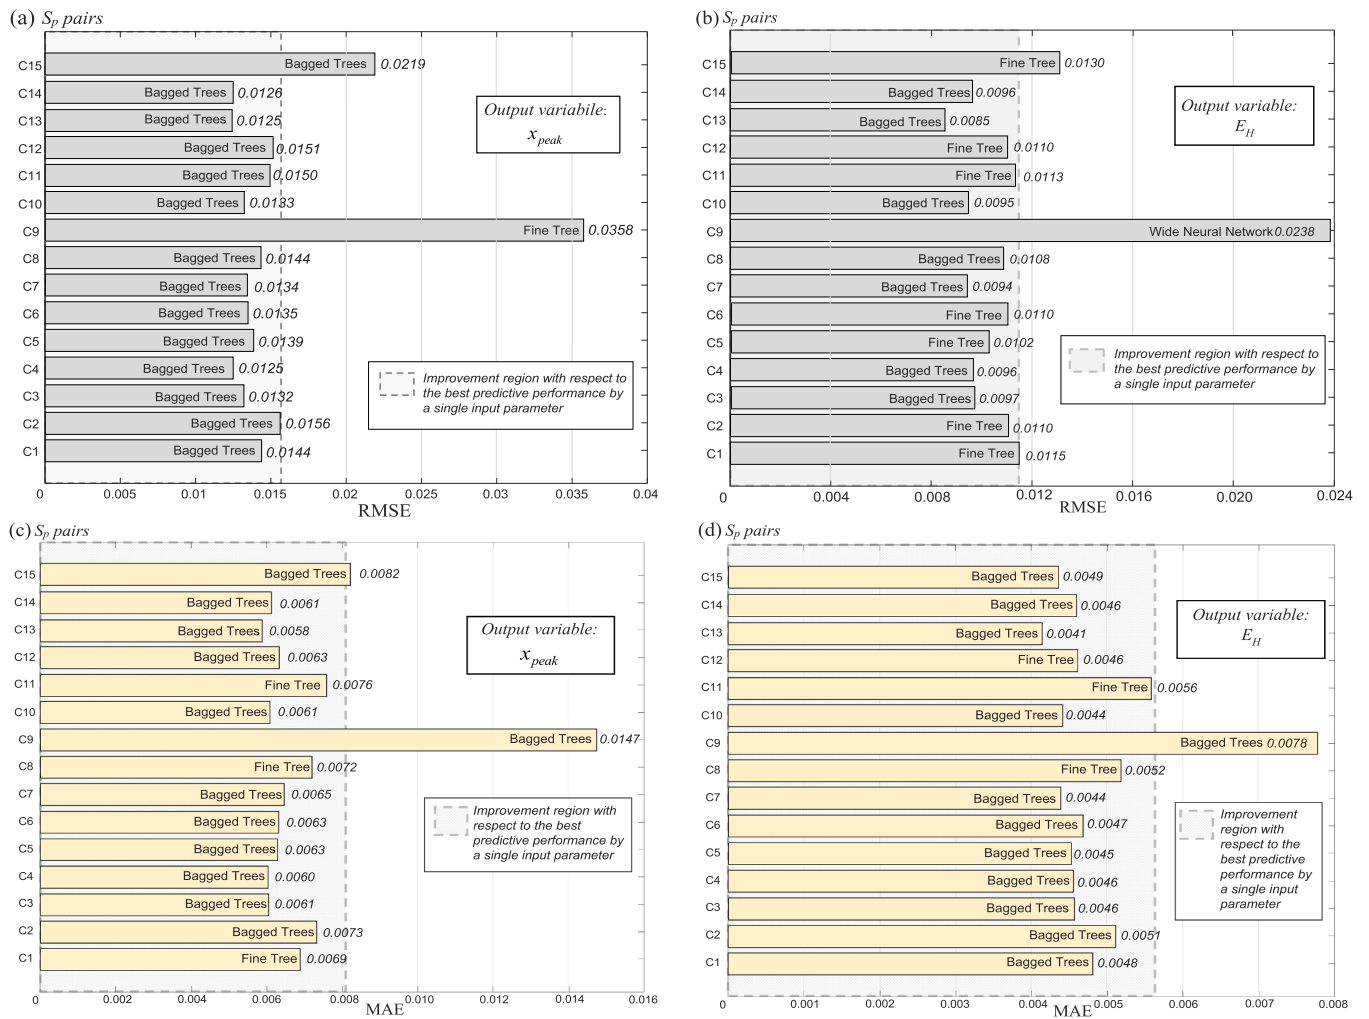 (a) Sp pairs
C15 Bagged Trees 0.0219
C14 Bagged Trees 0.0126
C13 Bagged Trees 0.0125
C12 Bagged Trees 0.0151
C11 Bagged Trees 0.0150
C10 Bagged Trees 0.0133
C9 Fine Tree 0.0358
C8 Bagged Trees 0.0144
C7 Bagged Trees 0.0134
C6 Bagged Trees 0.0135
C5 Bagged Trees 0.0139
C4 Bagged Trees 0.0125
C3 Bagged Trees 0.0132
C2 Bagged Trees 0.0156
C1 Bagged Trees 0.0144
Output variabile:
xpeak
Improvement region with respect to
the best predictive performance by
a single input parameter
0 0.005 0.01 0.015 0.02 0.025 0.03 0.035 0.04
RMSE
(b) Sp pairs
C15 Fine Tree 0.0130
C14 Bagged Trees 0.0096
C13 Bagged Trees 0.0085
C12 Fine Tree 0.0110
C11 Fine Tree 0.0113
C10 Bagged Trees 0.0095
C9 Wide Neural Network 0.0238
C8 Bagged Trees 0.0108
C7 Bagged Trees 0.0094
C6 Fine Tree 0.0110
C5 Fine Tree 0.0102
C4 Bagged Trees 0.0096
C3 Bagged Trees 0.0097
C2 Fine Tree 0.0110
C1 Fine Tree 0.0115
Output variable:
EH
Improvement region with respect to
the best predictive performance by
a single input parameter
0 0.004 0.008 0.012 0.016 0.020 0.024
RMSE
(c) Sp pairs
C15 Bagged Trees 0.0082
C14 Bagged Trees 0.0061
C13 Bagged Trees 0.0058
C12 Bagged Trees 0.0063
C11 Fine Tree 0.0076
C10 Bagged Trees 0.0061
C9 Bagged Trees 0.0147
C8 Fine Tree 0.0072
C7 Bagged Trees 0.0065
C6 Bagged Trees 0.0063
C5 Bagged Trees 0.0063
C4 Bagged Trees 0.0060
C3 Bagged Trees 0.0061
C2 Bagged Trees 0.0073
C1 Fine Tree 0.0069
Output variable:
xpeak
Improvement region with
respect to the best
predictive performance by
a single input parameter
0 0.002 0.004 0.006 0.008 0.010 0.012 0.014 0.016
MAE
(d) Sp pairs
C15 Bagged Trees 0.0049
C14 Bagged Trees 0.0046
C13 Bagged Trees 0.0041
C12 Fine Tree 0.0046
C11 Fine Tree 0.0056
C10 Bagged Trees 0.0044
C9 Bagged Trees 0.0078
C8 Fine Tree 0.0052
C7 Bagged Trees 0.0044
C6 Bagged Trees 0.0047
C5 Bagged Trees 0.0045
C4 Bagged Trees 0.0046
C3 Bagged Trees 0.0046
C2 Bagged Trees 0.0051
C1 Bagged Trees 0.0048
Output variable:
EH
Improvement
region with
respect to the
best predictive
performance by
a single input
parameter
0 0.001 0.002 0.003 0.004 0.005 0.006 0.007 0.008
MAE